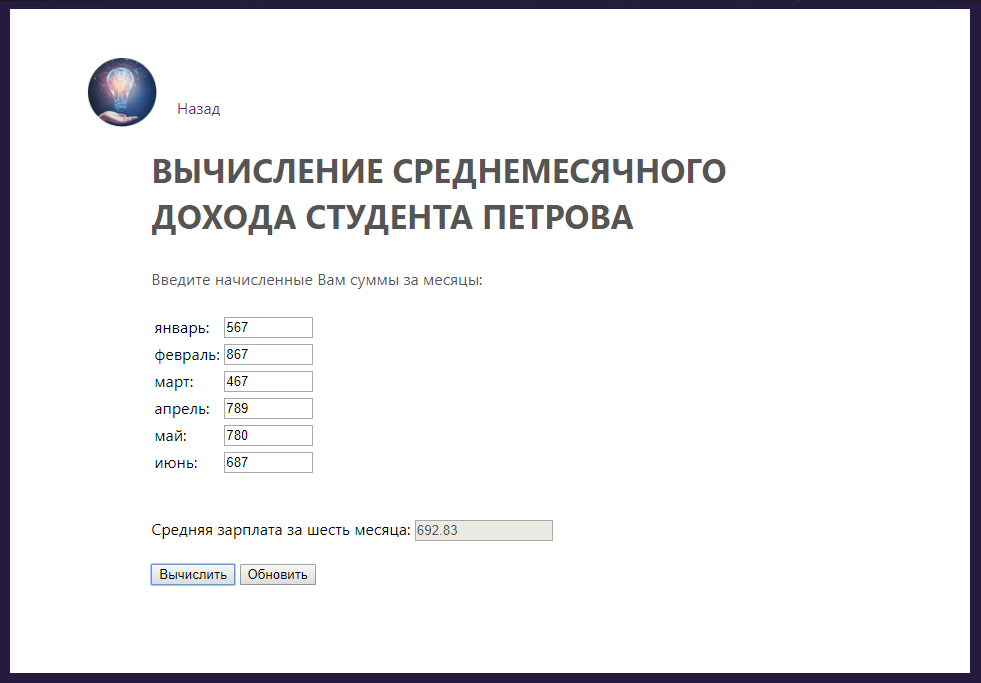 Назад
ВЫЧИСЛЕНИЕ СРЕДНЕМЕСЯЧНОГО
ДОХОДА СТУДЕНТА ПЕТРОВА
Введите начисленные Вам суммы за месяцы:
январь: 567
февраль: 867
март: 467
апрель: 789
май: 780
июнь: 687
Средняя зарплата за шесть месяца: 692.83
Вычислить Обновить